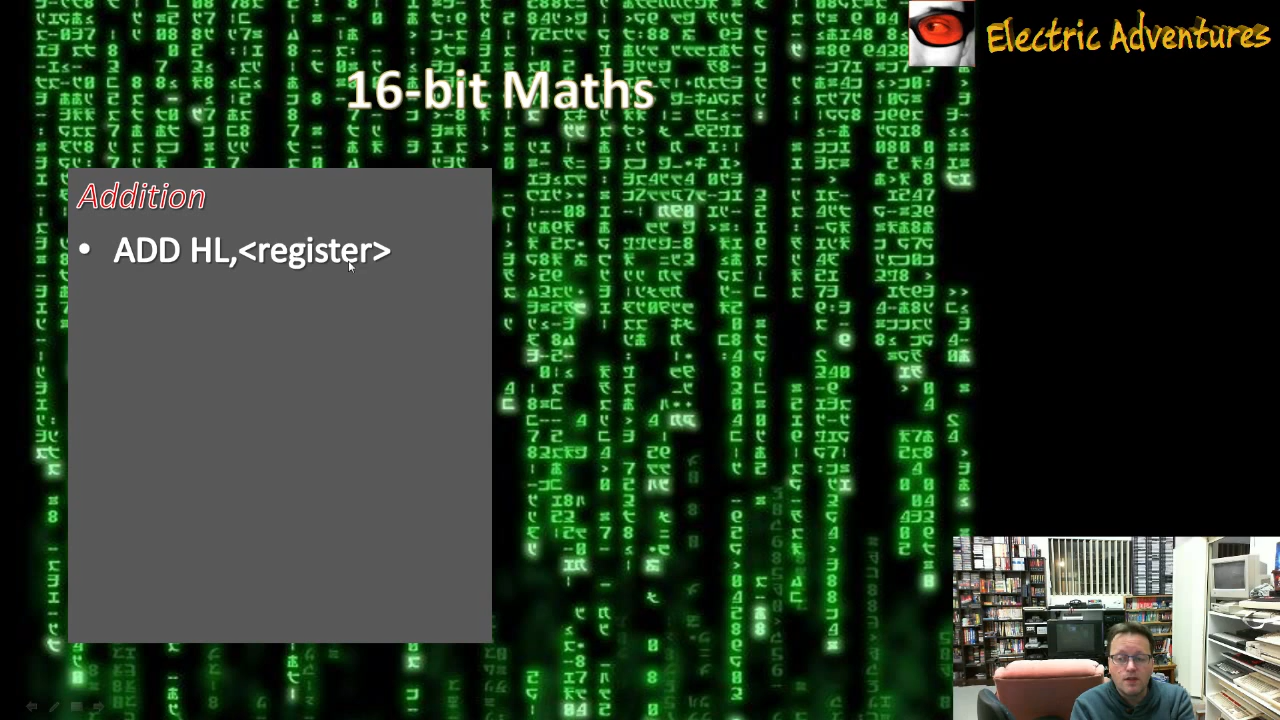 Electric Adventures
16-bit Maths
Addition
• ADD HL,<register>